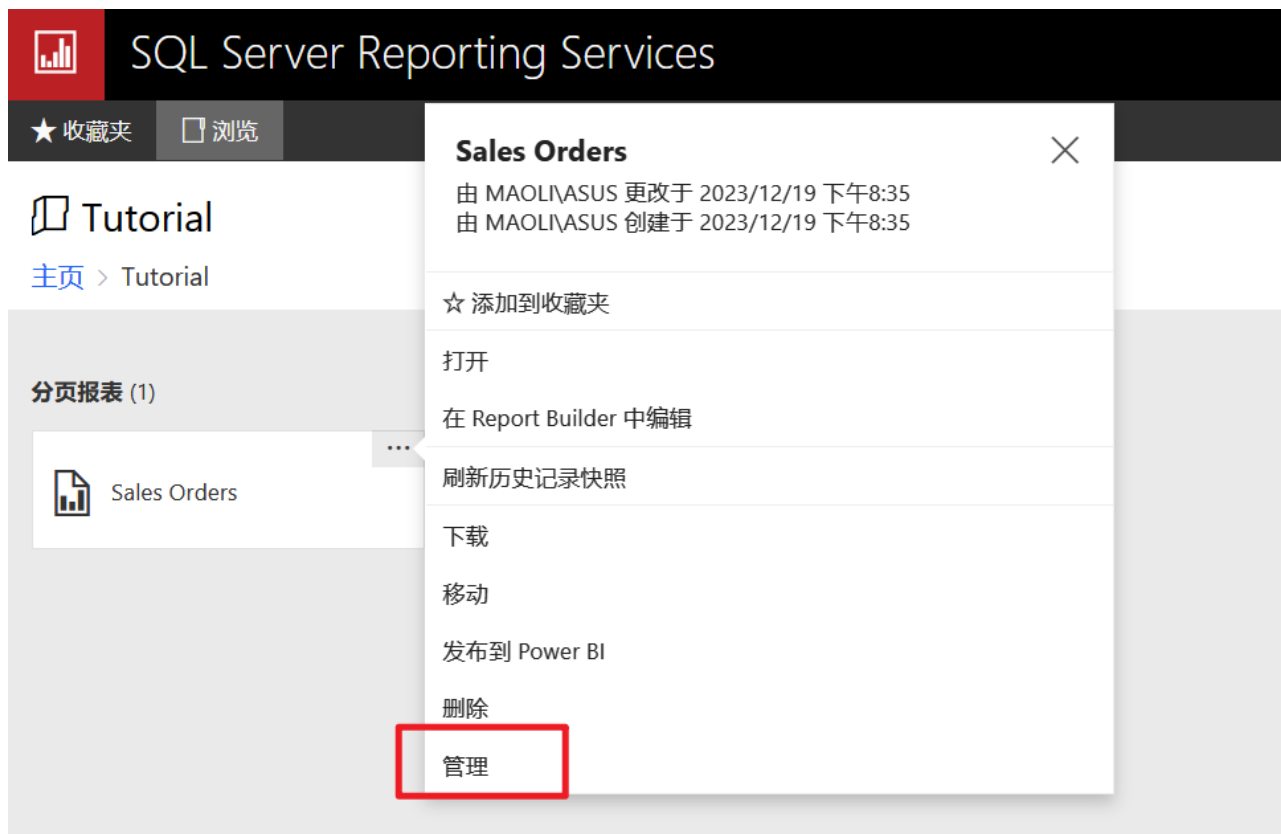 SQL Server Reporting Services
★ 收藏夹 浏览
Tutorial
主页 > Tutorial
分页报表 (1)
...
Sales Orders
Sales Orders
由 MAOLI\ASUS 更改于 2023/12/19 下午8:35
由 MAOLI\ASUS 创建于 2023/12/19 下午8:35
☆ 添加到收藏夹
打开
在 Report Builder 中编辑
刷新历史记录快照
下载
移动
发布到 Power BI
删除
管理